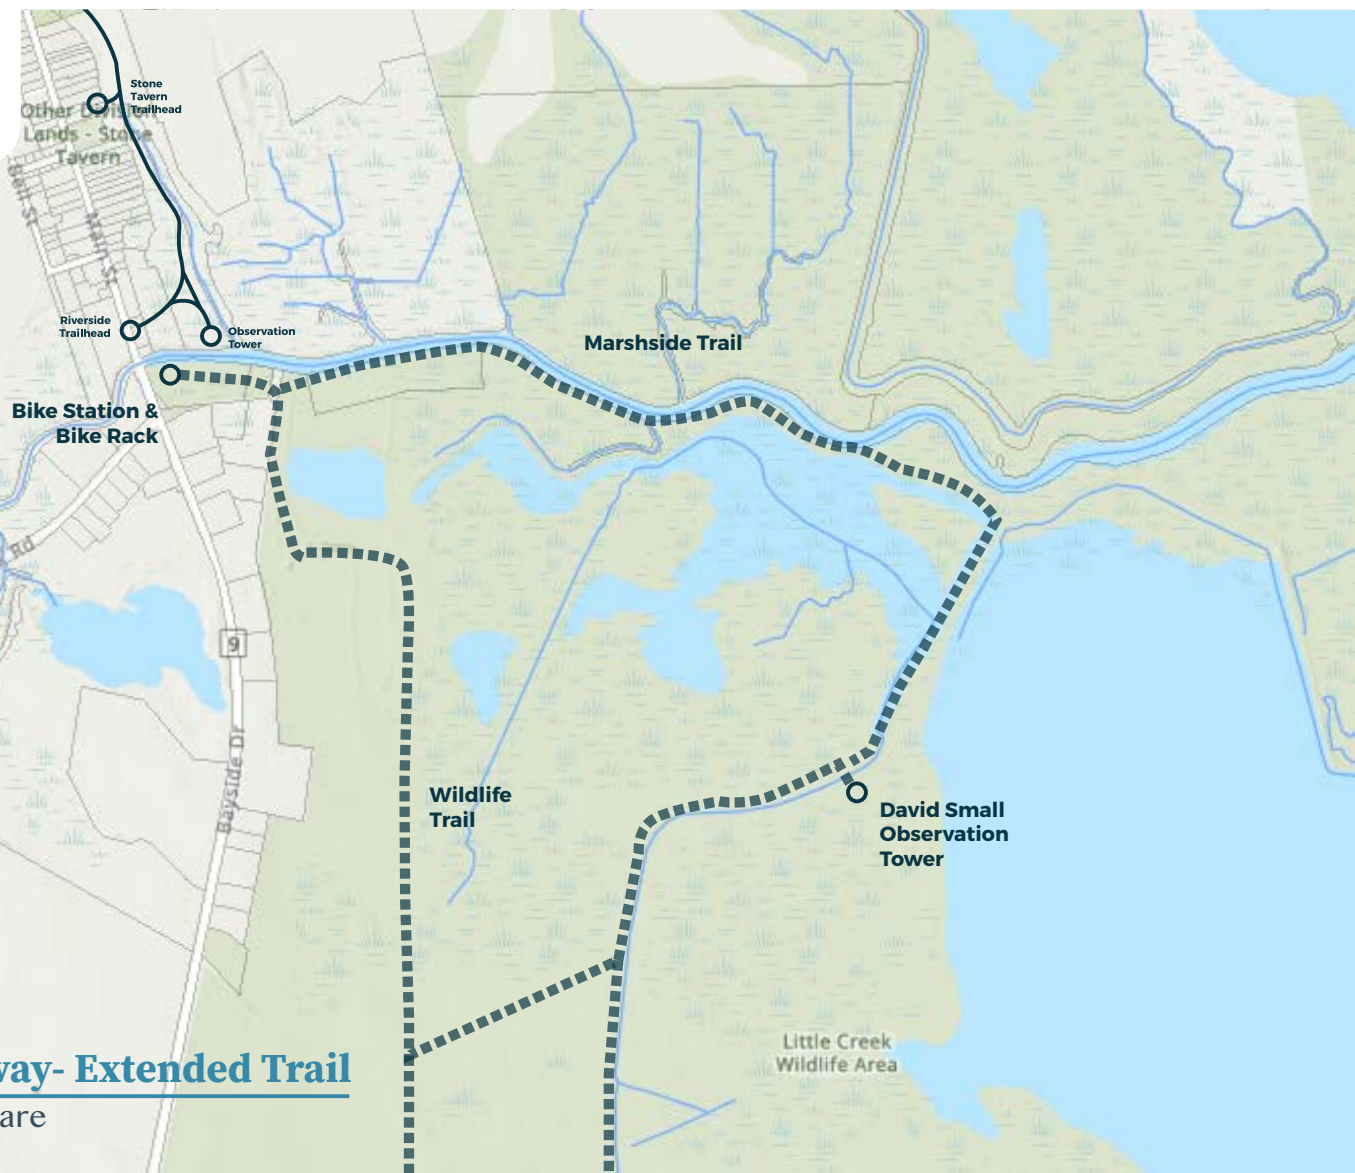 Stone
Tavern
Trailhead
Other Division
Lands - Stone
Tavern
Bell St
Main St
Riverside
Trailhead
Observation
Tower
Marshside Trail
Bike Station &
Bike Rack
Rd
9
Bayside Dr
Wildlife
Trail
David Small
Observation
Tower
Little Creek
Wildlife Area
way- Extended Trail
are